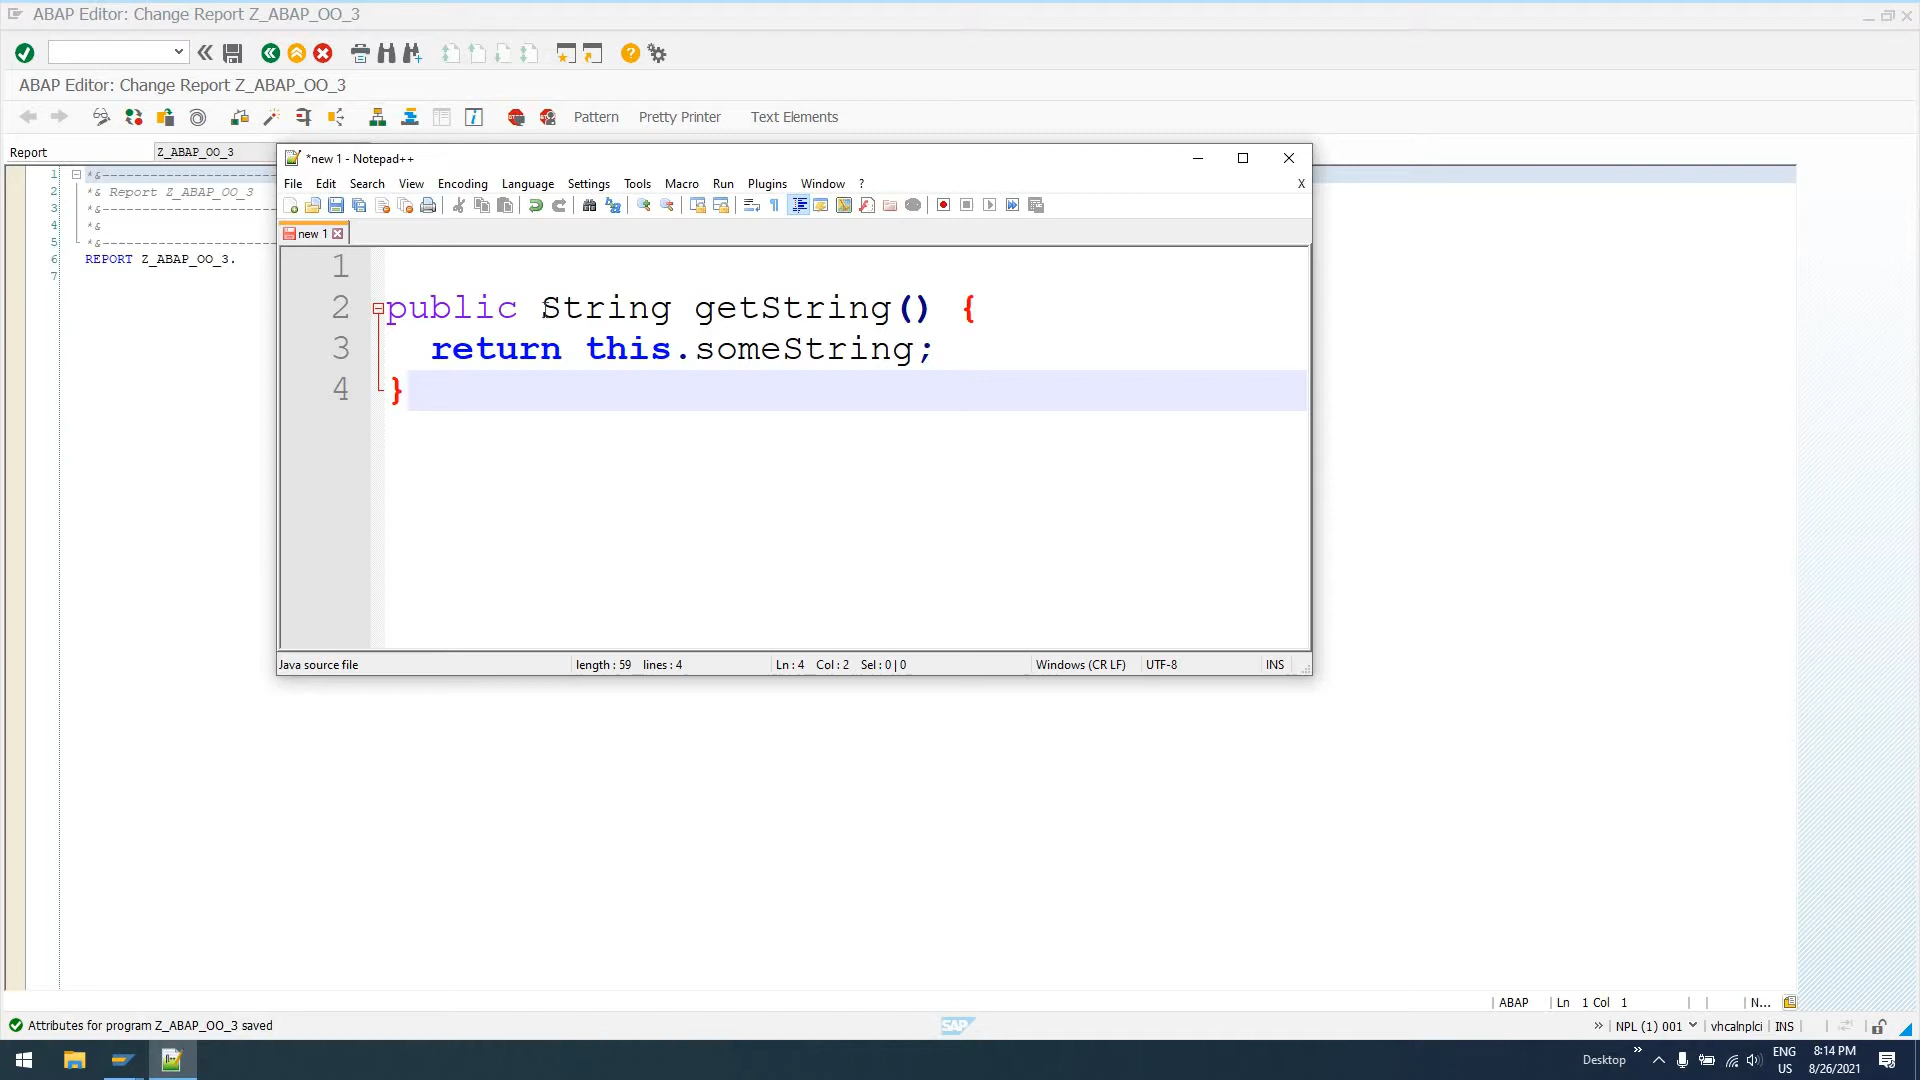 ABAP Editor: Change Report Z_ABAP_OO_3
ABAP Editor: Change Report Z_ABAP_OO_3
Pattern Pretty Printer Text Elements
Report Z_ABAP_OO_3
1 *&---------------------
2 *& Report Z_ABAP_OO_3
3 *&---------------------
4 *&
5 *&---------------------
6 REPORT Z_ABAP_OO_3.
7
*new 1 - Notepad++
File Edit Search View Encoding Language Settings Tools Macro Run Plugins Window ? X
new 1
1
2 public String getString() {
3 return this.someString;
4 }
Java source file length : 59 lines : 4 Ln : 4 Col : 2 Sel : 0 | 0 Windows (CR LF) UTF-8 INS
ABAP Ln 1 Col 1 N...
Attributes for program Z_ABAP_OO_3 saved
SAP
» NPL (1) 001 vhcalnplci INS
Desktop » ENG US 8:14 PM 8/26/2021